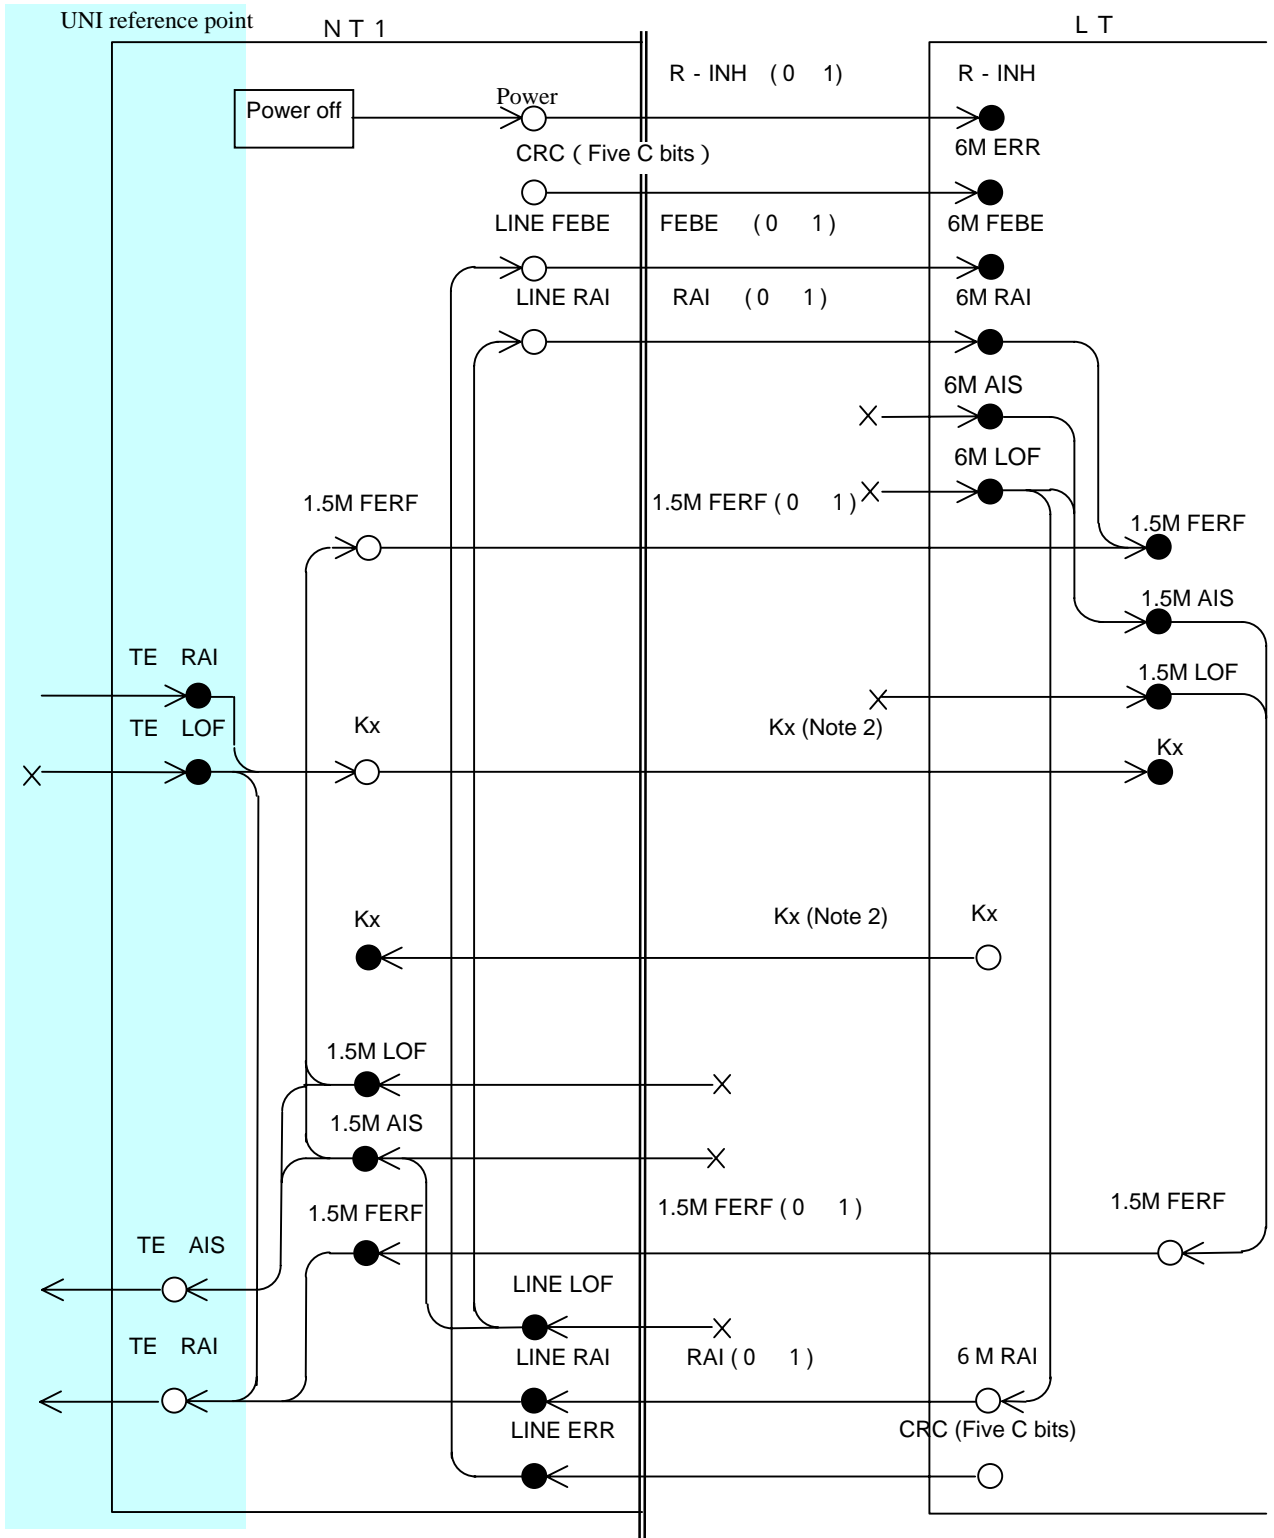 UNI reference point
N T 1
L T
R - INH ( 0 1 )
R - INH
Power off
Power
CRC ( Five C bits )
6M ERR
LINE FEBE
FEBE ( 0 1 )
6M FEBE
LINE RAI
RAI ( 0 1 )
6M RAI
6M AIS
6M LOF
1.5M FERF
1.5M FERF ( 0 1 )
1.5M FERF
1.5M AIS
TE RAI
1.5M LOF
TE LOF
Kx
Kx (Note 2)
Kx
Kx
Kx (Note 2)
Kx
1.5M LOF
1.5M AIS
1.5M FERF
1.5M FERF ( 0 1 )
1.5M FERF
TE AIS
LINE LOF
TE RAI
LINE RAI
RAI ( 0 1 )
6 M RAI
LINE ERR
CRC (Five C bits)